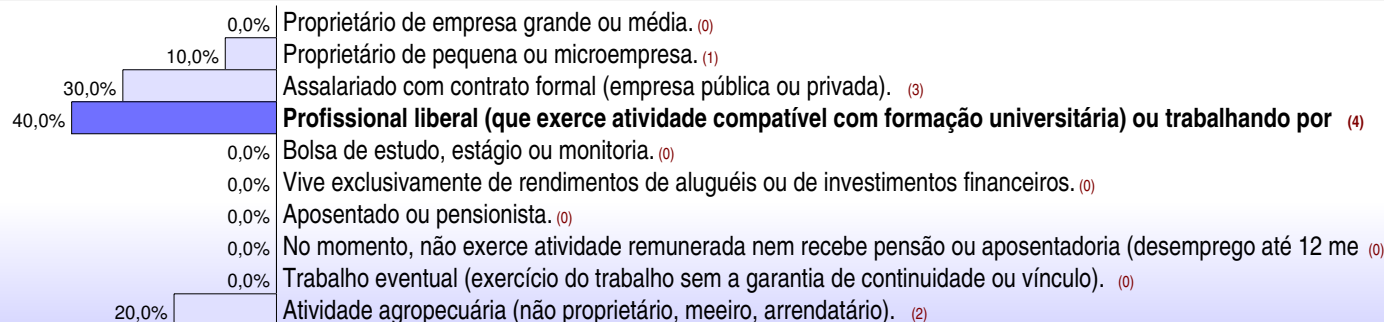 0,0% Proprietário de empresa grande ou média. (0)
10,0% Proprietário de pequena ou microempresa. (1)
30,0% Assalariado com contrato formal (empresa pública ou privada). (3)
40,0% Profissional liberal (que exerce atividade compatível com formação universitária) ou trabalhando por (4)
0,0% Bolsa de estudo, estágio ou monitoria. (0)
0,0% Vive exclusivamente de rendimentos de aluguéis ou de investimentos financeiros. (0)
0,0% Aposentado ou pensionista. (0)
0,0% No momento, não exerce atividade remunerada nem recebe pensão ou aposentadoria (desemprego até 12 me (0)
0,0% Trabalho eventual (exercício do trabalho sem a garantia de continuidade ou vínculo). (0)
20,0% Atividade agropecuária (não proprietário, meeiro, arrendatário). (2)